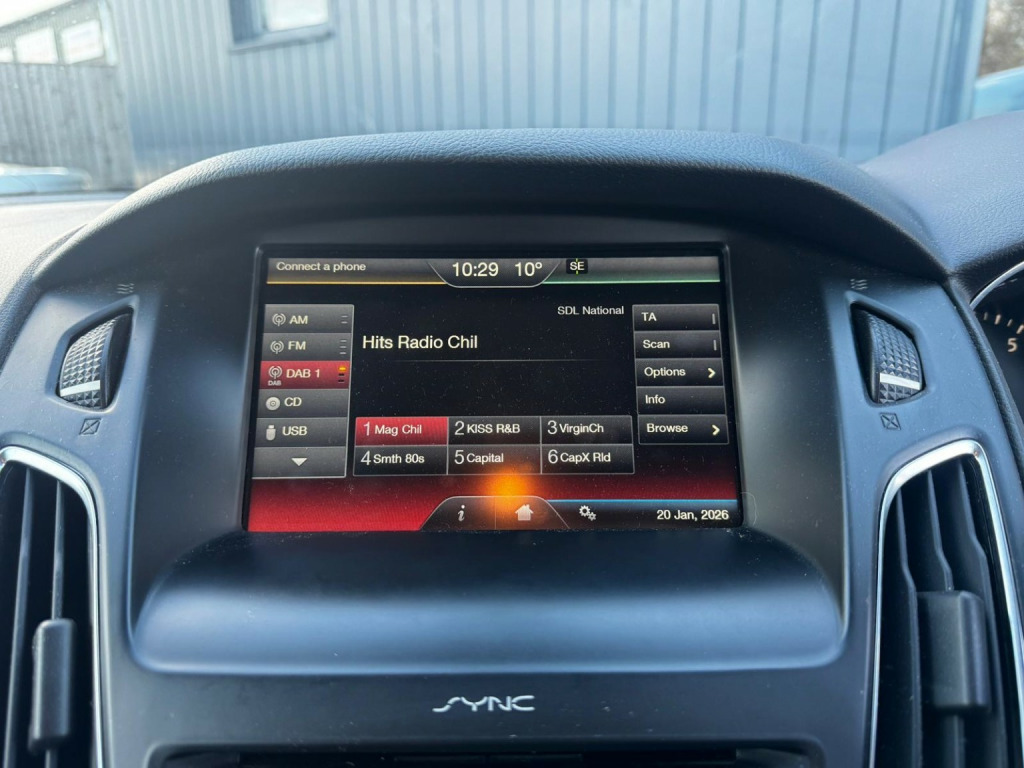 Connect a phone
10:29 10° SE
SDL National
AM
FM
DAB 1
DAB
CD
USB
Hits Radio Chil
TA
Scan
Options
Info
Browse
1 Mag Chil 2 KISS R&B 3 VirginCh
4 Smth 80s 5 Capital 6 CapX Rld
i
20 Jan, 2026
SYNC
5